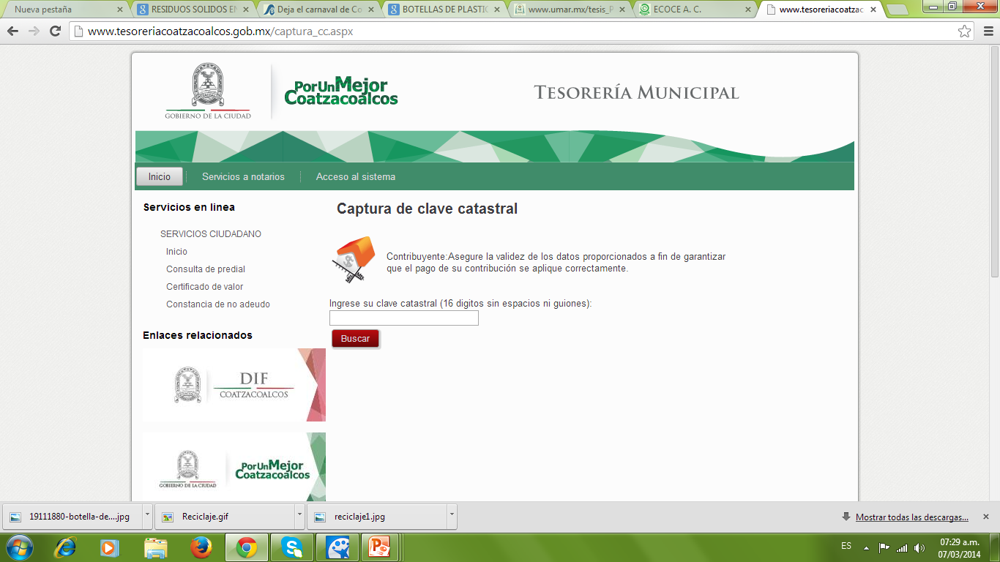 Nueva pestaña
RESIDUOS SOLIDOS EN
Deja el carnaval de Co
BOTELLAS DE PLASTIC
www.umar.mx/tesis_P
ECOCE A. C.
www.tesoreriacoatzac
www.tesoreriacoatzacoalcos.gob.mx/captura_cc.aspx
GOBIERNO DE LA CIUDAD
PorUnMejor
Coatzacoalcos
TESORERÍA MUNICIPAL
Inicio
Servicios a notarios
Acceso al sistema
Servicios en linea
SERVICIOS CIUDADANO
Inicio
Consulta de predial
Certificado de valor
Constancia de no adeudo
Enlaces relacionados
DIF
COATZACOALCOS
GOBIERNO DE LA CIUDAD
PorUnMejor
Coatzacoalcos
Captura de clave catastral
Contribuyente:Asegure la validez de los datos proporcionados a fin de garantizar
que el pago de su contribución se aplique correctamente.
Ingrese su clave catastral (16 digitos sin espacios ni guiones):
Buscar
19111880-botella-de....jpg
Reciclaje.gif
reciclaje1.jpg
Mostrar todas las descargas...
ES
07:29 a.m.
07/03/2014